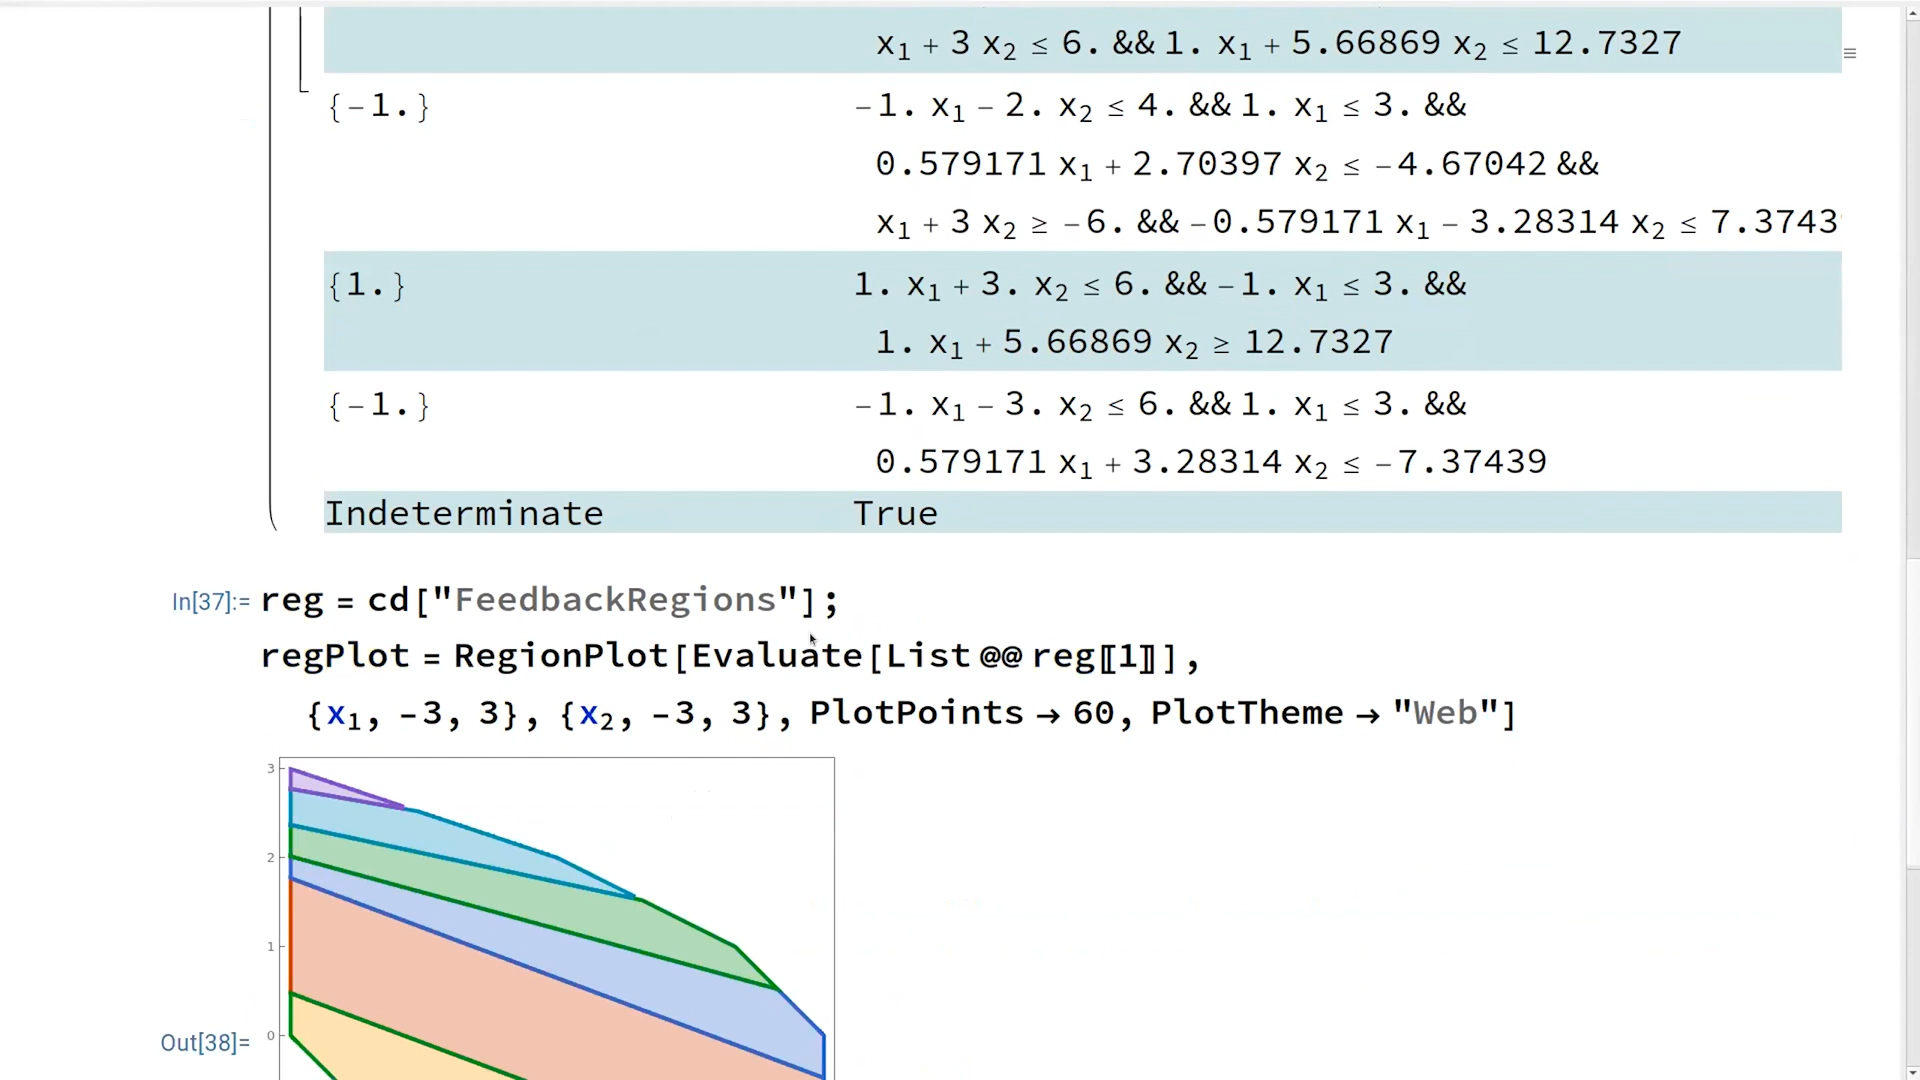 x₁ + 3 x₂ ≤ 6. && 1. x₁ + 5.66869 x₂ ≤ 12.7327
{-1.} -1. x₁ - 2. x₂ ≤ 4. && 1. x₁ ≤ 3. &&
0.579171 x₁ + 2.70397 x₂ ≤ -4.67042 &&
x₁ + 3 x₂ ≥ -6. && -0.579171 x₁ - 3.28314 x₂ ≤ 7.3743
{1.} 1. x₁ + 3. x₂ ≤ 6. && -1. x₁ ≤ 3. &&
1. x₁ + 5.66869 x₂ ≥ 12.7327
{-1.} -1. x₁ - 3. x₂ ≤ 6. && 1. x₁ ≤ 3. &&
0.579171 x₁ + 3.28314 x₂ ≤ -7.37439
Indeterminate True
In[37]:= reg = cd["FeedbackRegions"];
regPlot = RegionPlot[Evaluate[List @@ reg〚1〛],
{x₁, -3, 3}, {x₂, -3, 3}, PlotPoints → 60, PlotTheme → "Web"]
3
2
1
Out[38]= 0